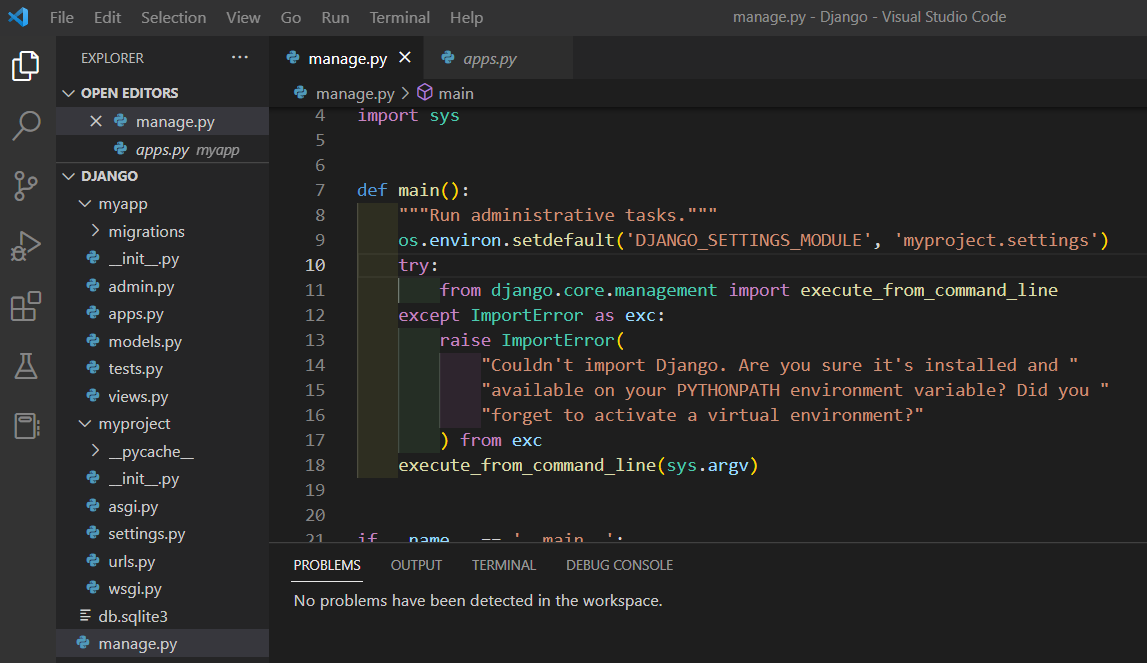 File Edit Selection View Go Run Terminal Help manage.py - Django - Visual Studio Code
EXPLORER ...
OPEN EDITORS
manage.py
apps.py myapp
DJANGO
myapp
migrations
__init__.py
admin.py
apps.py
models.py
tests.py
views.py
myproject
__pycache__
__init__.py
asgi.py
settings.py
urls.py
wsgi.py
db.sqlite3
manage.py
manage.py apps.py
manage.py > main
4 import sys
5
6
7 def main():
8     """Run administrative tasks."""
9     os.environ.setdefault('DJANGO_SETTINGS_MODULE', 'myproject.settings')
10     try:
11         from django.core.management import execute_from_command_line
12     except ImportError as exc:
13         raise ImportError(
14             "Couldn't import Django. Are you sure it's installed and "
15             "available on your PYTHONPATH environment variable? Did you "
16             "forget to activate a virtual environment?"
17         ) from exc
18     execute_from_command_line(sys.argv)
19
20
21 if __name__ == '__main__':
PROBLEMS OUTPUT TERMINAL DEBUG CONSOLE
No problems have been detected in the workspace.